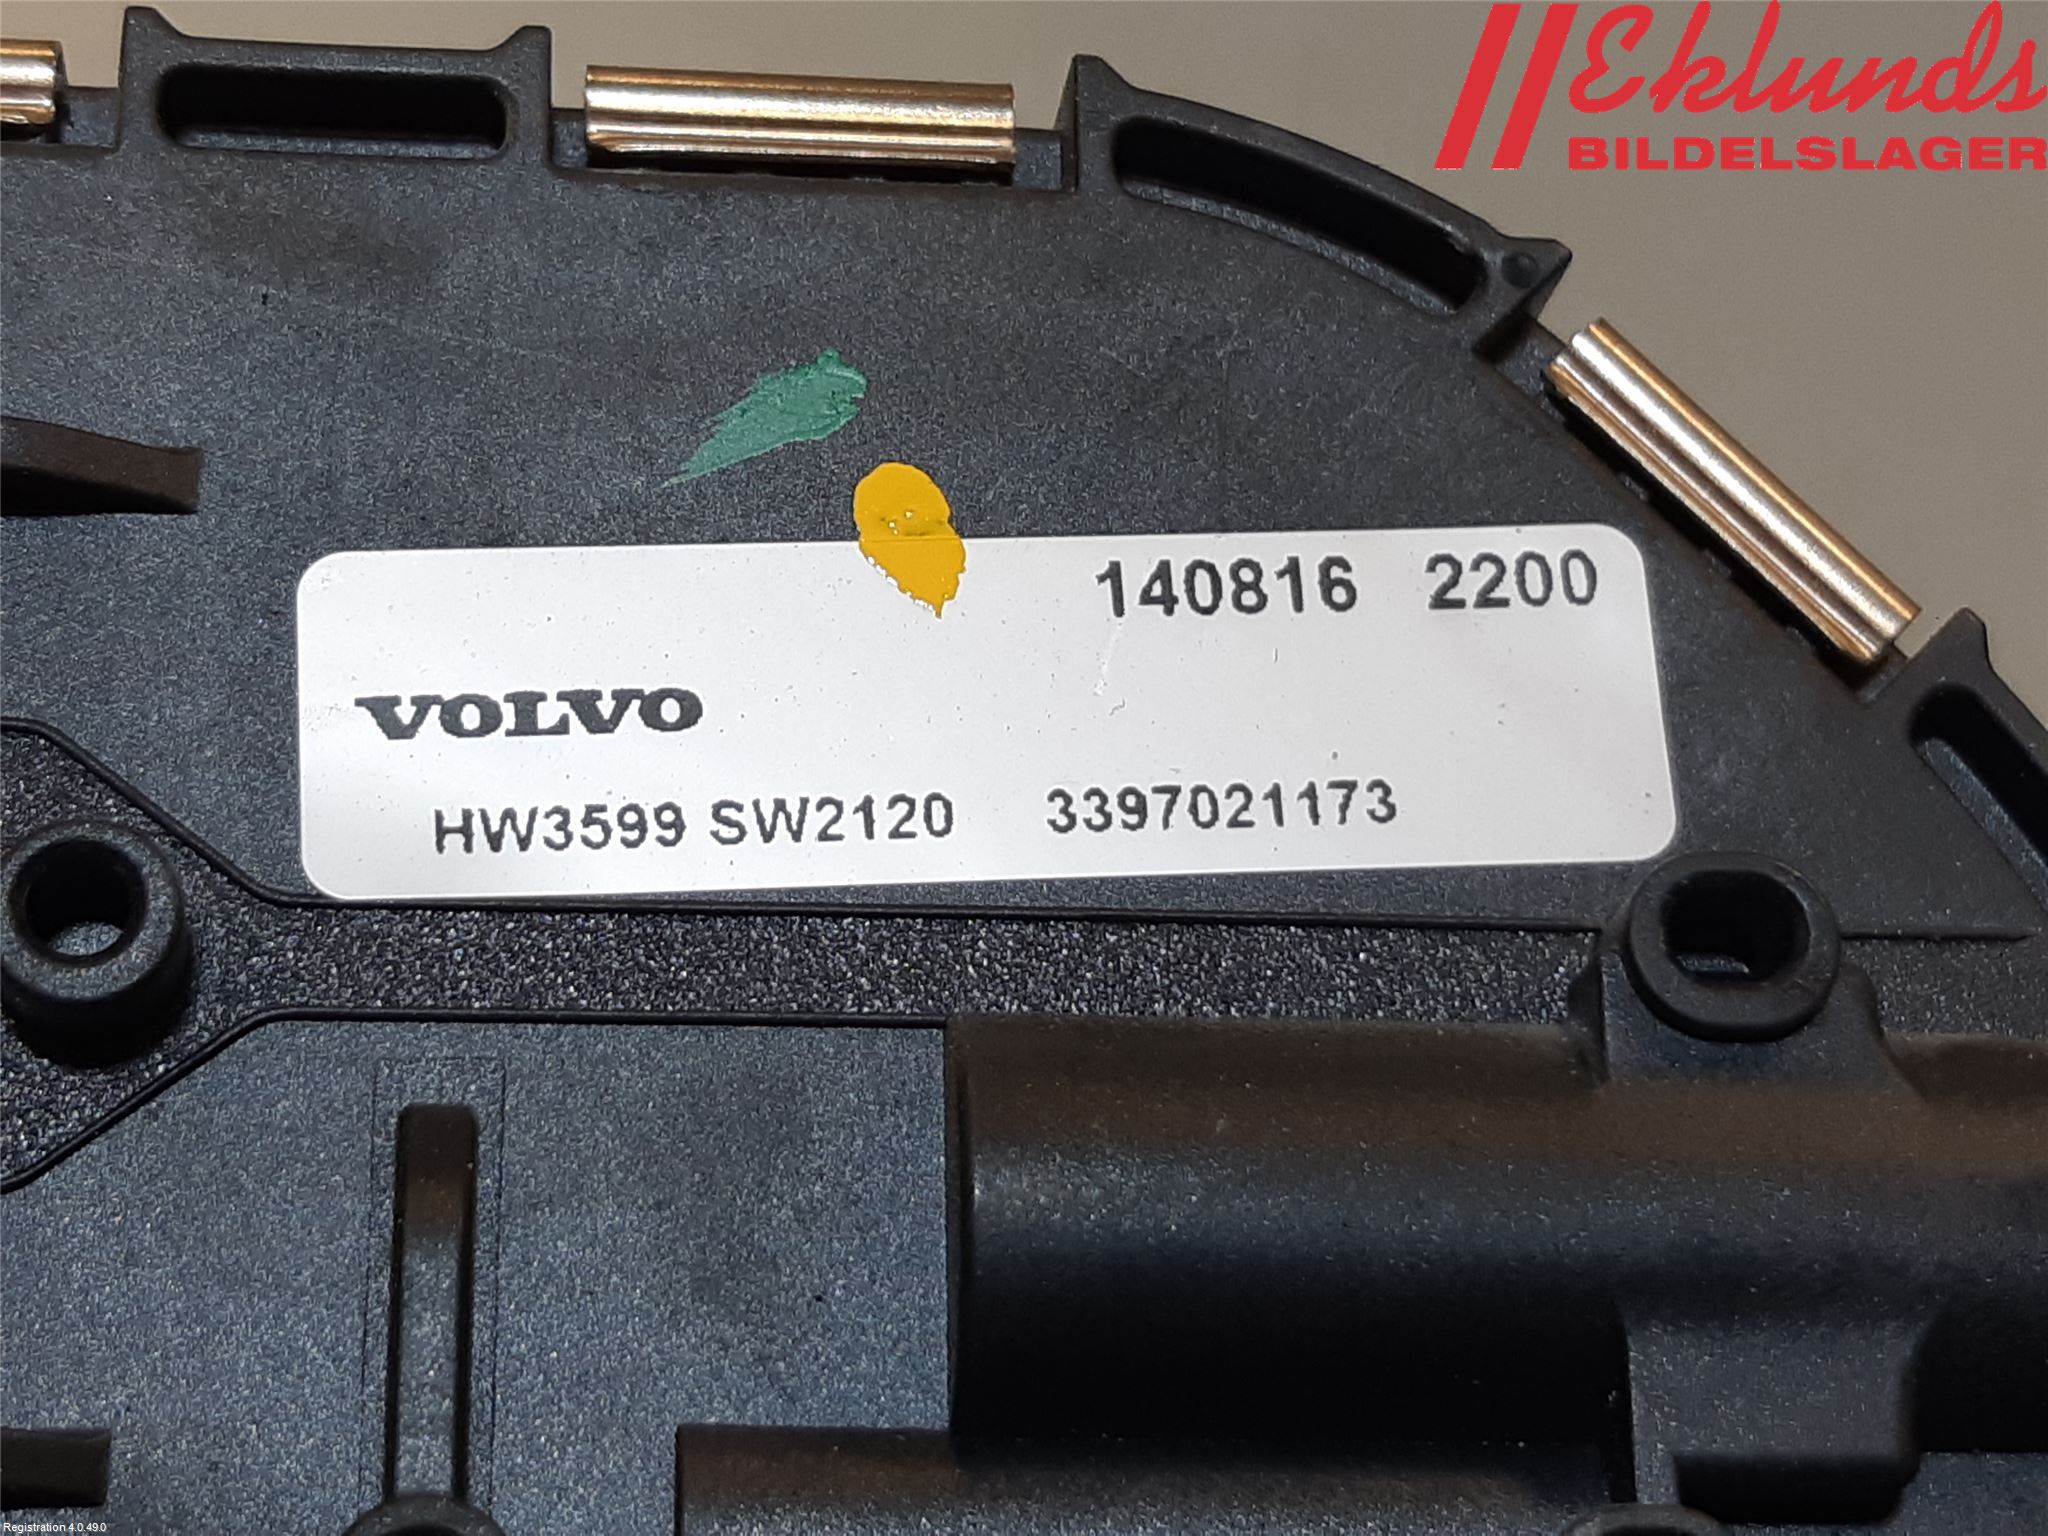 Eklunds
BILDELSLAGER
140816 2200
VOLVO
HW3599 SW2120 3397021173
Registration 4.0.49.0